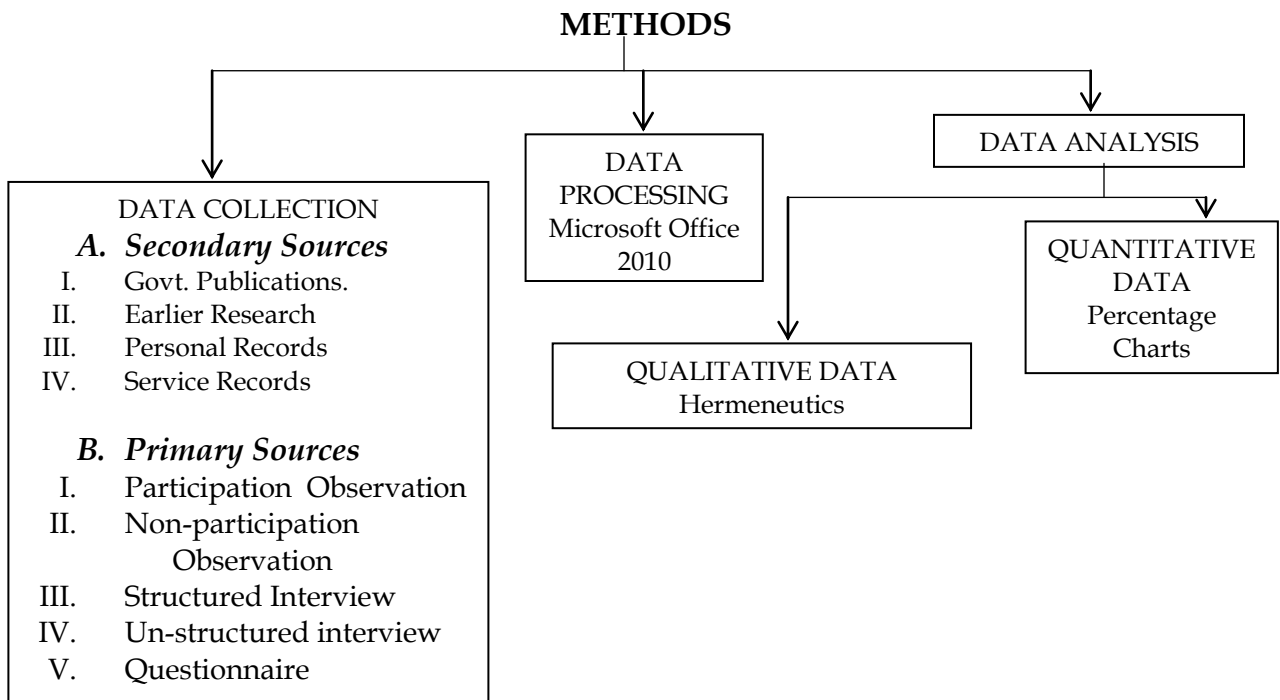 METHODS
DATA COLLECTION
A. Secondary Sources
I. Govt. Publications.
II. Earlier Research
III. Personal Records
IV. Service Records
B. Primary Sources
I. Participation Observation
II. Non-participation
Observation
III. Structured Interview
IV. Un-structured interview
V. Questionnaire
DATA
PROCESSING
Microsoft Office
2010
DATA ANALYSIS
QUALITATIVE DATA
Hermeneutics
QUANTITATIVE
DATA
Percentage
Charts